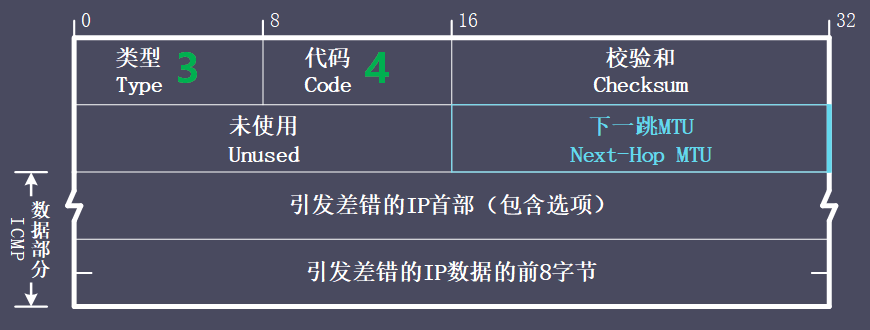 0 8 16 32
类型 3 代码 4 校验和
Type Code Checksum
未使用 下一跳MTU
Unused Next-Hop MTU
引发差错的IP首部（包含选项）
数据部分
ICMP
引发差错的IP数据的前8字节